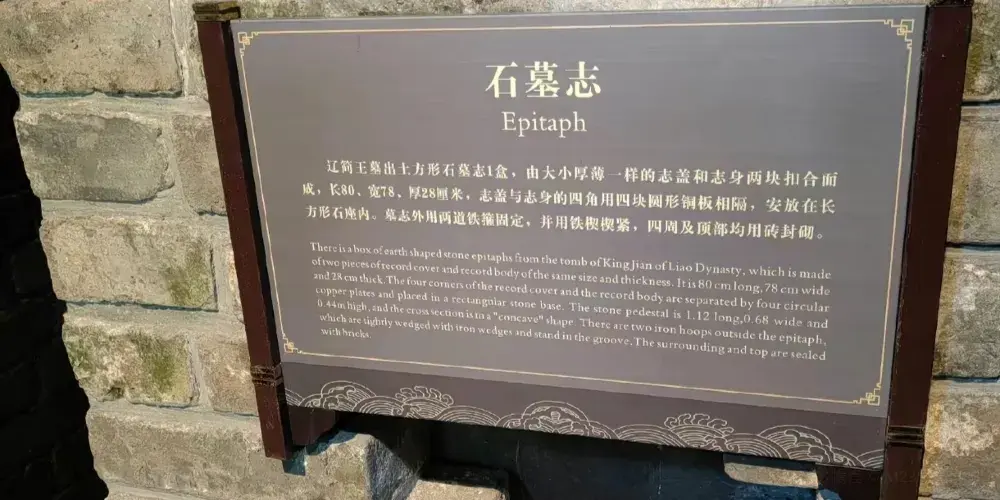 石墓志
Epitaph
辽简王墓出土方形石墓志1盒，由大小厚薄一样的志盖和志身两块扣合面
成，长80、宽78、厚28厘米，志盖与志身的四角用四块圆形铜板相隔，安放在长
方形石座内。墓志外用两道铁箍固定，并用铁楔楔紧，四周及顶部均用砖封砌。
There is a box of earth shaped stone epitaphs from the tomb of King Jian of Liao Dynasty, which is made
of two pieces of record cover and record body of the same size and thickness. It is 80 cm long, 78 cm wide
and 28 cm thick. The four corners of the record cover and the record body are separated by four circular
copper plates and placed in a rectangular stone base. The stone pedestal is 1.12 long,0.68 wide and
0.44m high, and the cross section is in a "concave" shape. There are two iron hoops outside the epitaph,
which are tightly wedged with iron wedges and stand in the groove. The surrounding and top are sealed
with bricks.